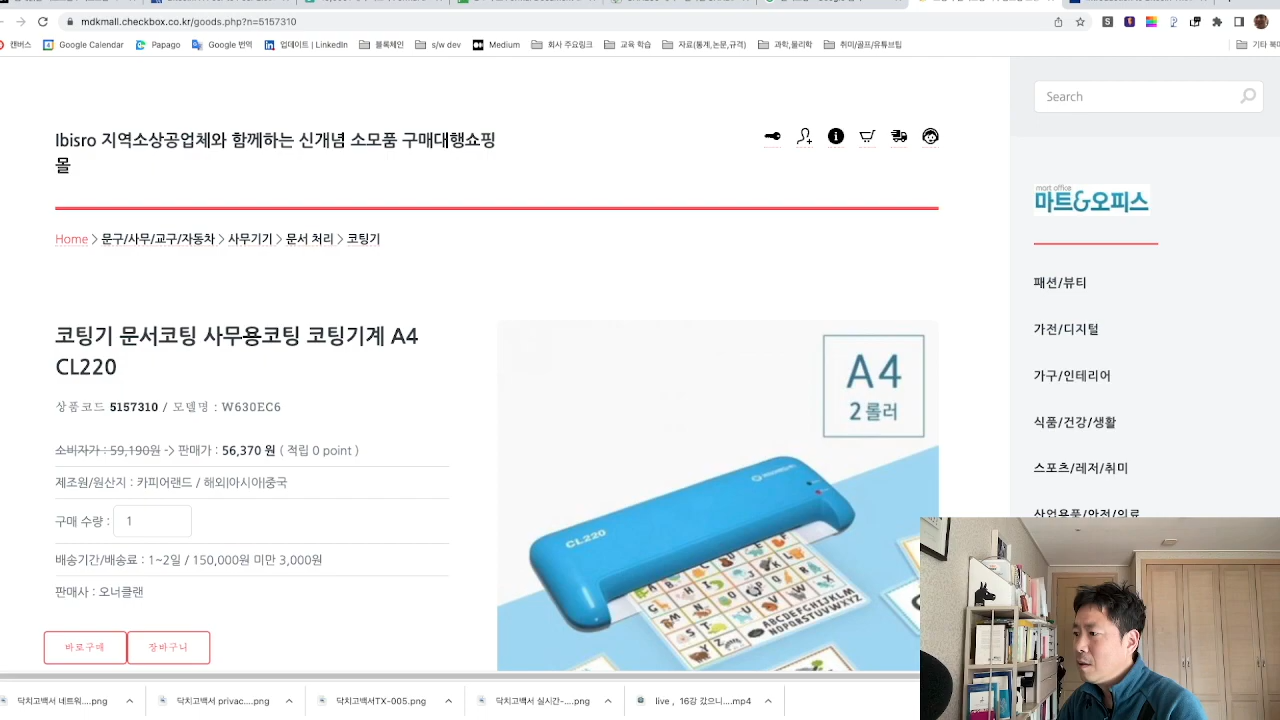 mdkmall.checkbox.co.kr/goods.php?n=5157310
캔버스
Google Calendar
Papago
Google 번역
업데이트 | LinkedIn
블록체인
s/w dev
Medium
회사 주요링크
교육 학습
자료(통계,논문,규격)
과학,물리학
취미/골프/유튜브팁
Search
Ibisro 지역소상공업체와 함께하는 신개념 소모품 구매대행쇼핑
몰
mart office
마트&오피스
Home > 문구/사무/교구/자동차 > 사무기기 > 문서 처리 > 코팅기
패션/뷰티
가전/디지털
가구/인테리어
식품/건강/생활
스포츠/레저/취미
산업용품/안전/의료
코팅기 문서코팅 사무용코팅 코팅기계 A4
CL220
상품코드 5157310 / 모델명 : W630EC6
소비자가 : 59,190원 -> 판매가 : 56,370 원 ( 적립 0 point )
제조원/원산지 : 카피어랜드 / 해외|아시아|중국
구매 수량 : 1
배송기간/배송료 : 1~2일 / 150,000원 미만 3,000원
판매사 : 오너클랜
바로구매
장바구니
A4
2 롤러
CL220
ABCDEFGHIJKLM
NOPQRSTUVWXYZ
닥치고백서 네트워....png
닥치고백서 privac....png
닥치고백서TX-005.png
닥치고백서 실시간-....png
live , 16강 갔으니....mp4